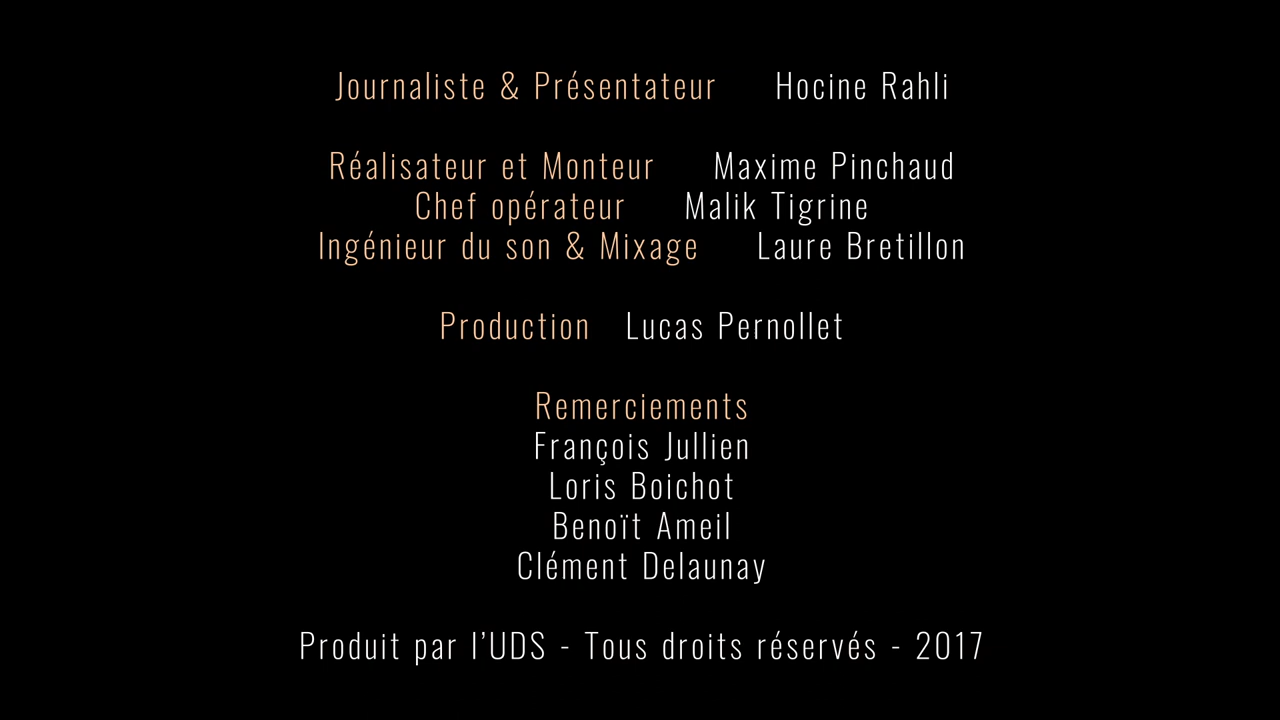 Journaliste & Présentateur Hocine Rahli
Réalisateur et Monteur Maxime Pinchaud
Chef opérateur Malik Tigrine
Ingénieur du son & Mixage Laure Bretillon
Production Lucas Pernollet
Remerciements
François Jullien
Loris Boichot
Benoït Ameil
Clément Delaunay
Produit par l’UDS - Tous droits réservés - 2017